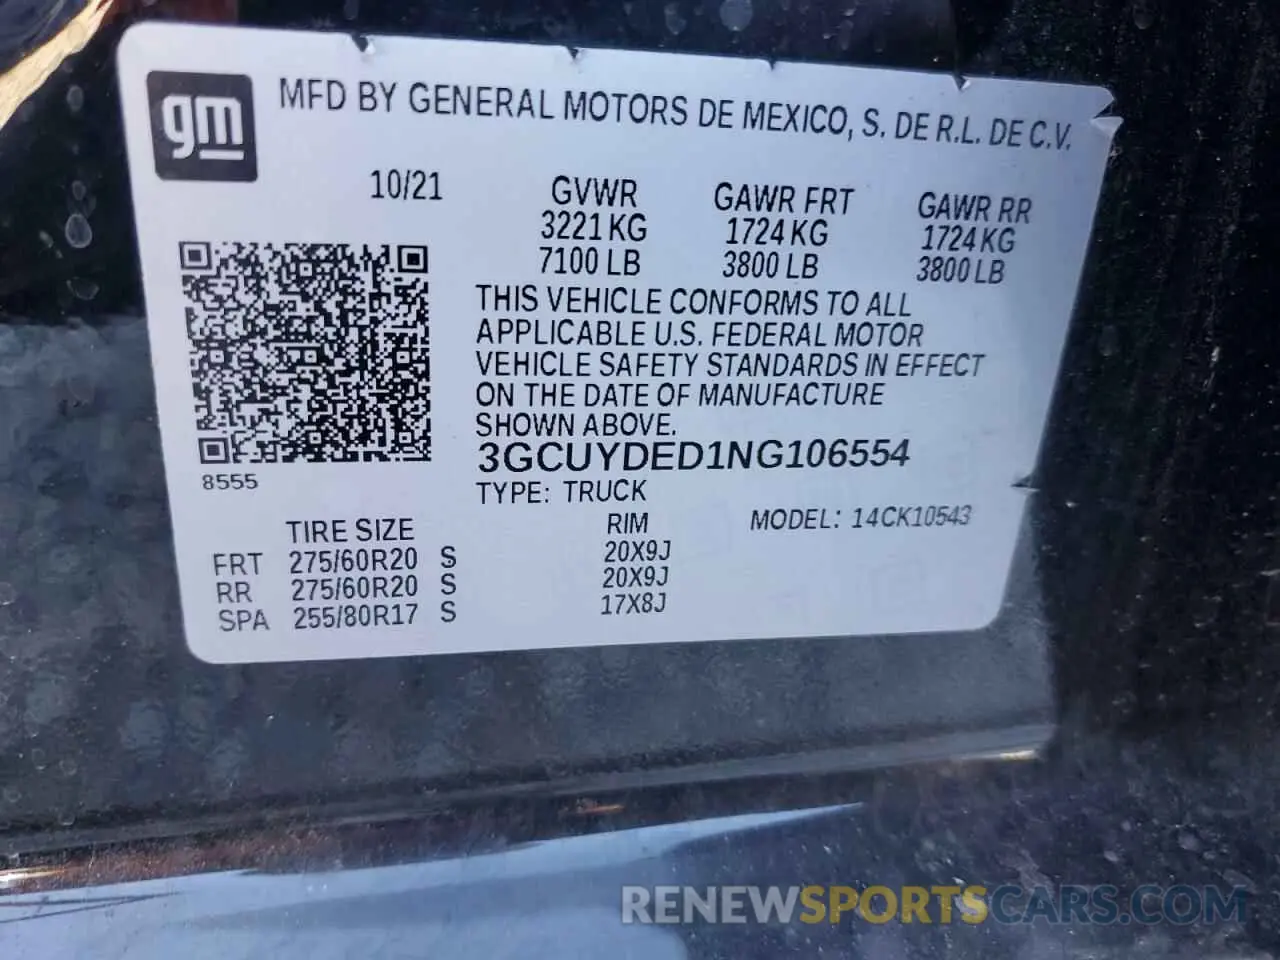 gm
MFD BY GENERAL MOTORS DE MEXICO, S. DE R.L. DE C.V.
10/21 GVWR GAWR FRT GAWR RR
3221 KG 1724 KG 1724 KG
7100 LB 3800 LB 3800 LB
THIS VEHICLE CONFORMS TO ALL
APPLICABLE U.S. FEDERAL MOTOR
VEHICLE SAFETY STANDARDS IN EFFECT
ON THE DATE OF MANUFACTURE
SHOWN ABOVE.
3GCUYDED1NG106554
8555
TYPE: TRUCK
TIRE SIZE RIM MODEL: 14CK10543
FRT 275/60R20 S 20X9J
RR 275/60R20 S 20X9J
SPA 255/80R17 S 17X8J
RENEWSPORTSCARS.COM